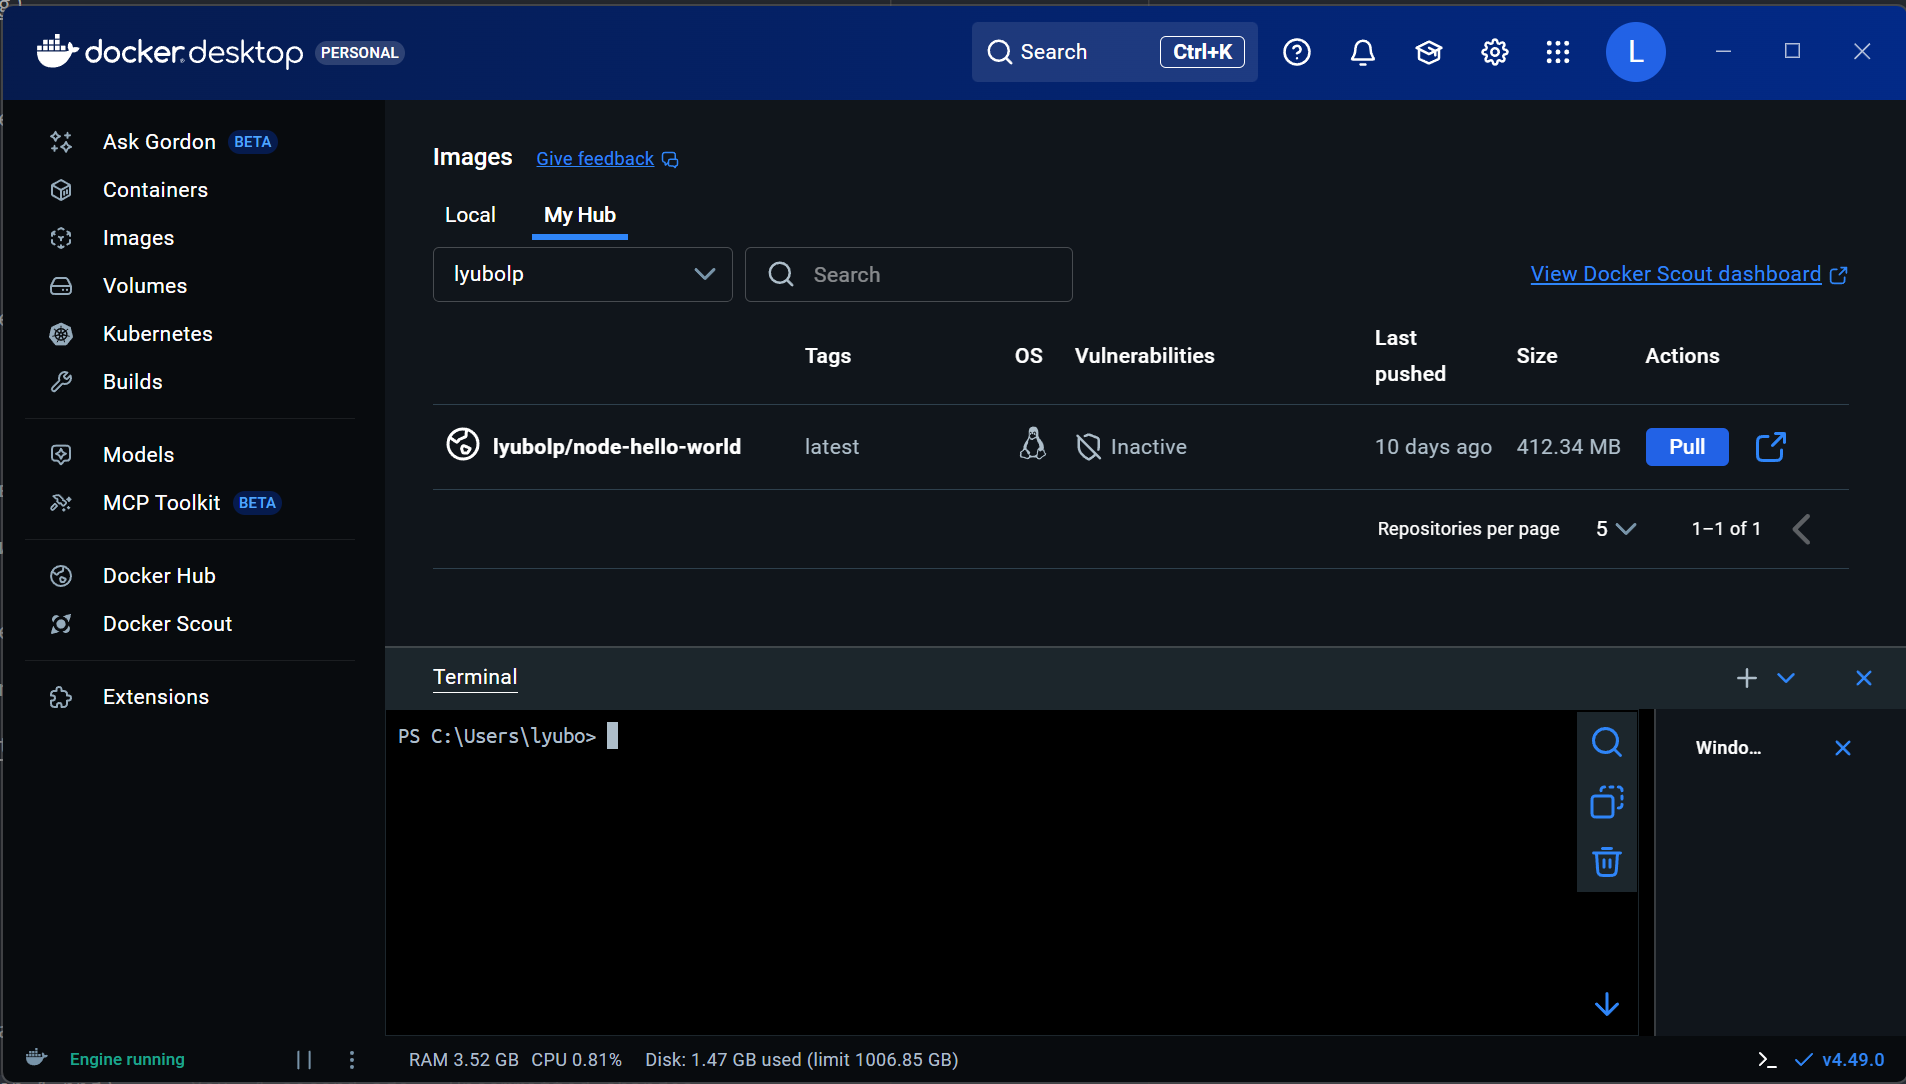 docker desktop PERSONAL
Search Ctrl+K
L
Ask Gordon BETA
Containers
Images
Volumes
Kubernetes
Builds
Models
MCP Toolkit BETA
Docker Hub
Docker Scout
Extensions
Images Give feedback
Local My Hub
lyubolp Search View Docker Scout dashboard
Tags OS Vulnerabilities Last pushed Size Actions
lyubolp/node-hello-world latest Inactive 10 days ago 412.34 MB Pull
Repositories per page 5 1–1 of 1
Terminal
PS C:\Users\lyubo>
Windo...
Engine running RAM 3.52 GB CPU 0.81% Disk: 1.47 GB used (limit 1006.85 GB) v4.49.0